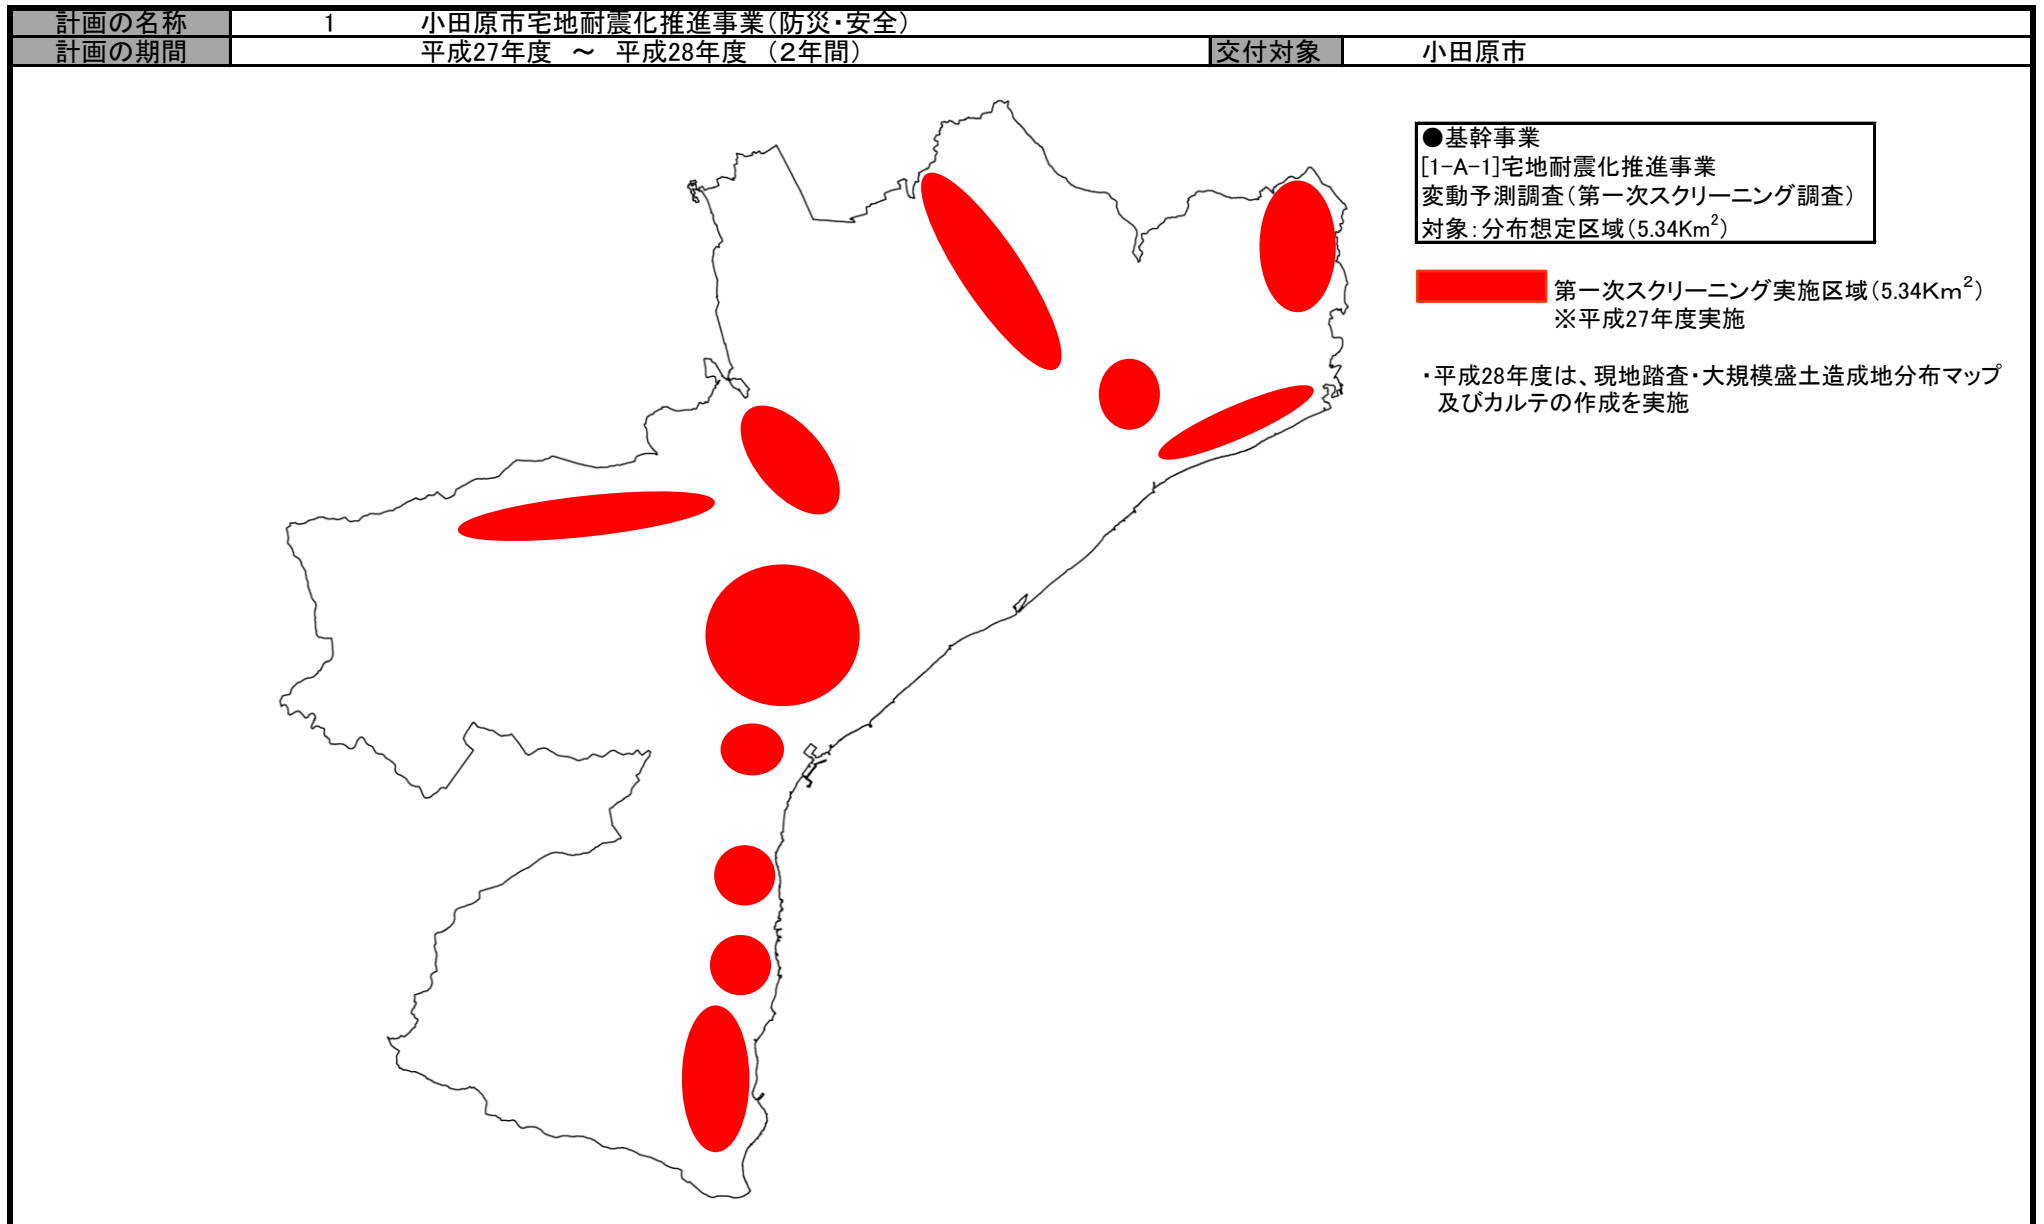 計画の名称 1 小田原市宅地耐震化推進事業(防災・安全)
計画の期間 平成27年度 ～ 平成28年度 (2年間) 交付対象 小田原市
●基幹事業
[1-A-1]宅地耐震化推進事業
変動予測調査(第一次スクリーニング調査)
対象:分布想定区域(5.34Km²)
第一次スクリーニング実施区域(5.34Km²)
※平成27年度実施
・平成28年度は、現地踏査・大規模盛土造成地分布マップ
及びカルテの作成を実施